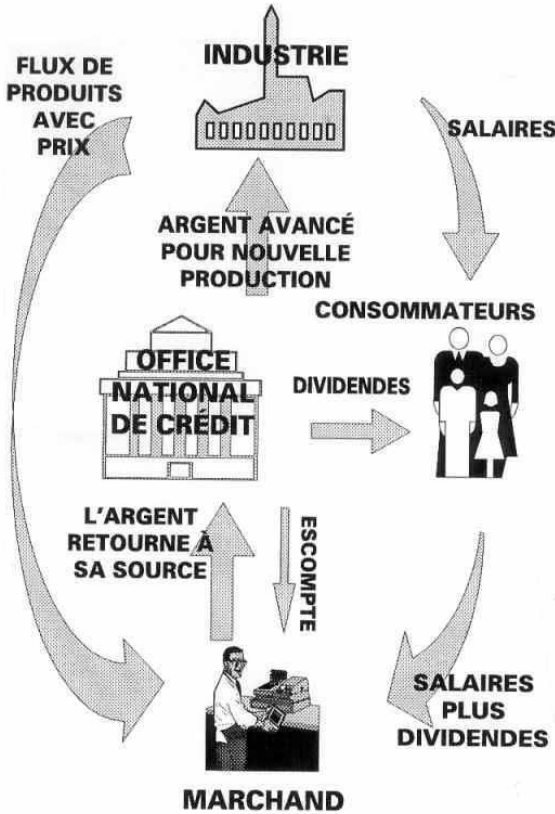 INDUSTRIE
FLUX DE
PRODUITS
AVEC
PRIX
SALAIRES
ARGENT AVANCÉ
POUR NOUVELLE
PRODUCTION
CONSOMMATEURS
OFFICE
NATIONAL
DE CRÉDIT
DIVIDENDES
L'ARGENT
RETOURNE À
SA SOURCE
ESCOMPTE
SALAIRES
PLUS
DIVIDENDES
MARCHAND